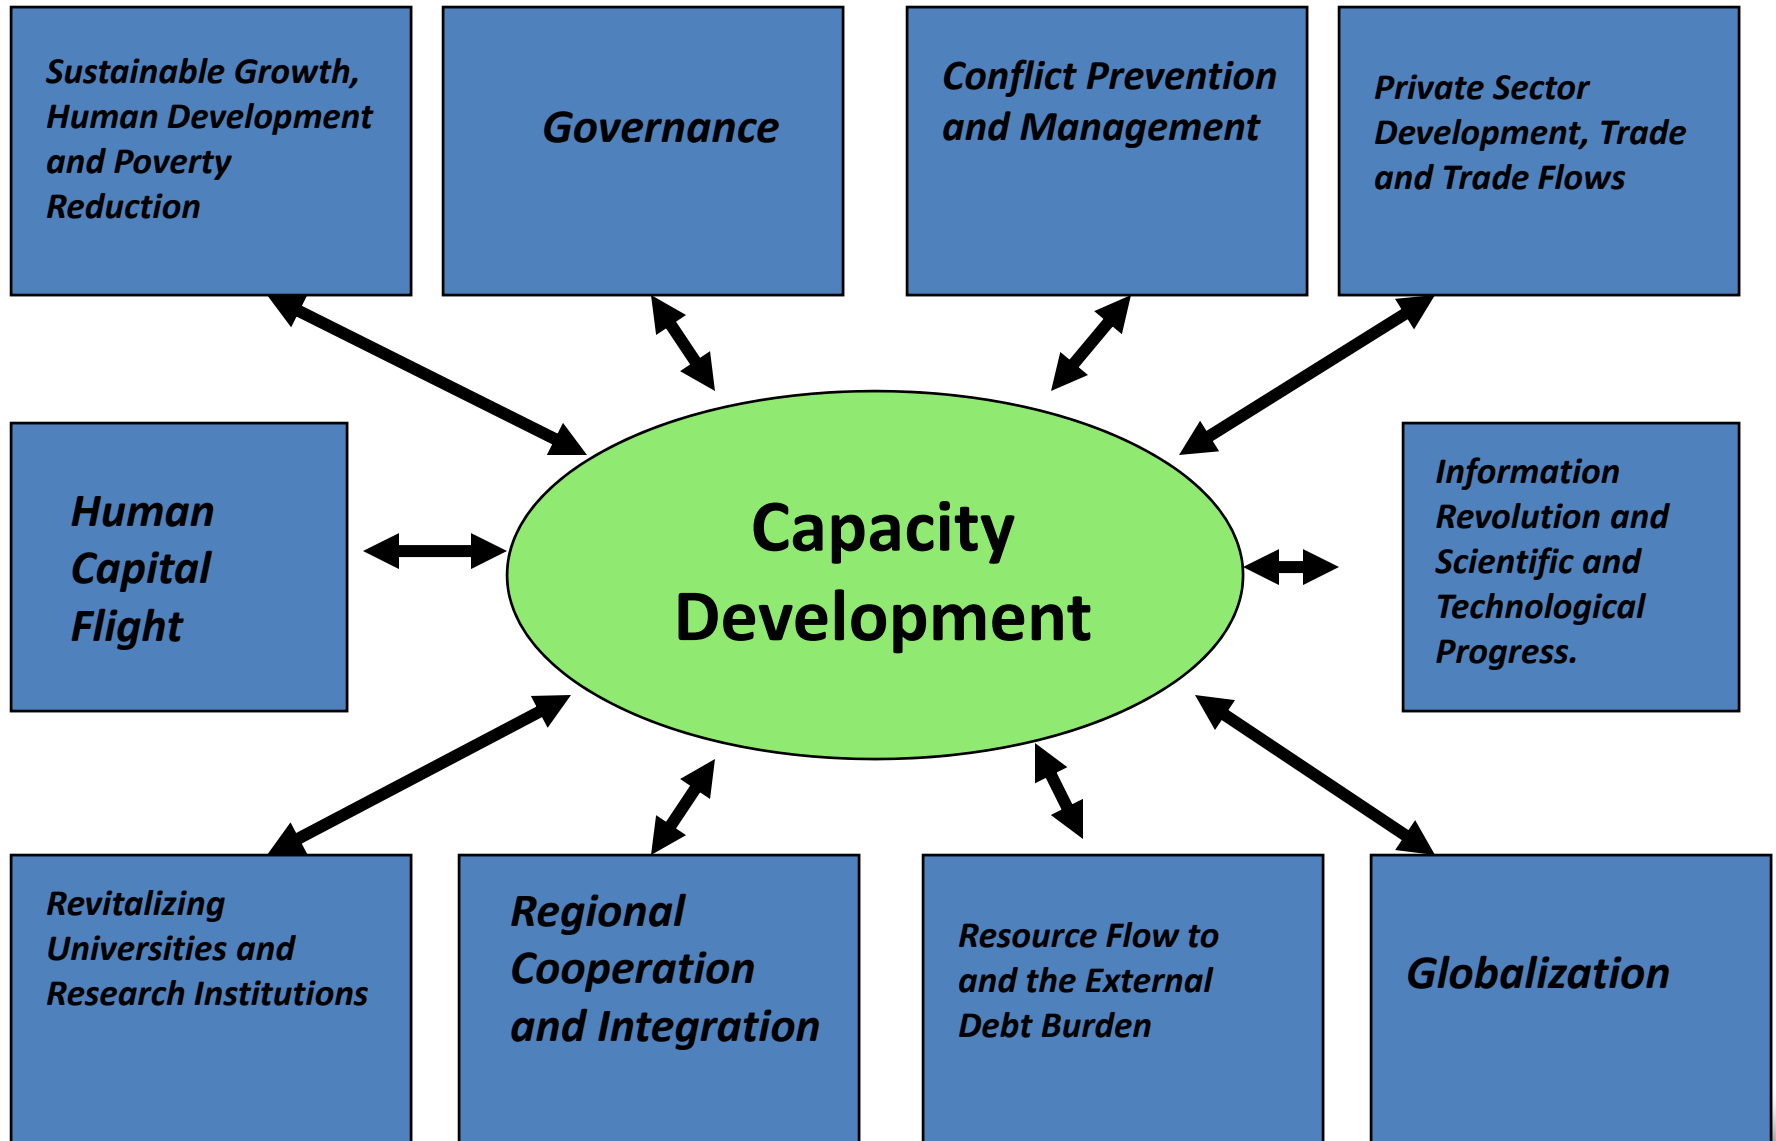 Sustainable Growth,
Human Development
and Poverty
Reduction
Governance
Conflict Prevention
and Management
Private Sector
Development, Trade
and Trade Flows
Human
Capital
Flight
Capacity
Development
Information
Revolution and
Scientific and
Technological
Progress.
Revitalizing
Universities and
Research Institutions
Regional
Cooperation
and Integration
Resource Flow to
and the External
Debt Burden
Globalization